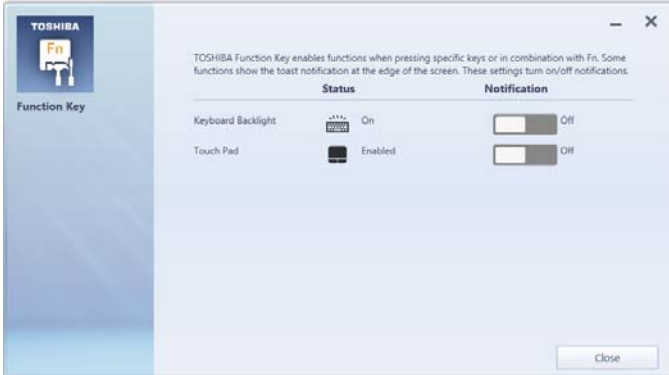 TOSHIBA
Fn
Function Key
TOSHIBA Function Key enables functions when pressing specific keys or in combination with Fn. Some
functions show the toast notification at the edge of the screen. These settings turn on/off notifications.
Status Notification
Keyboard Backlight On Off
Touch Pad Enabled Off
Close